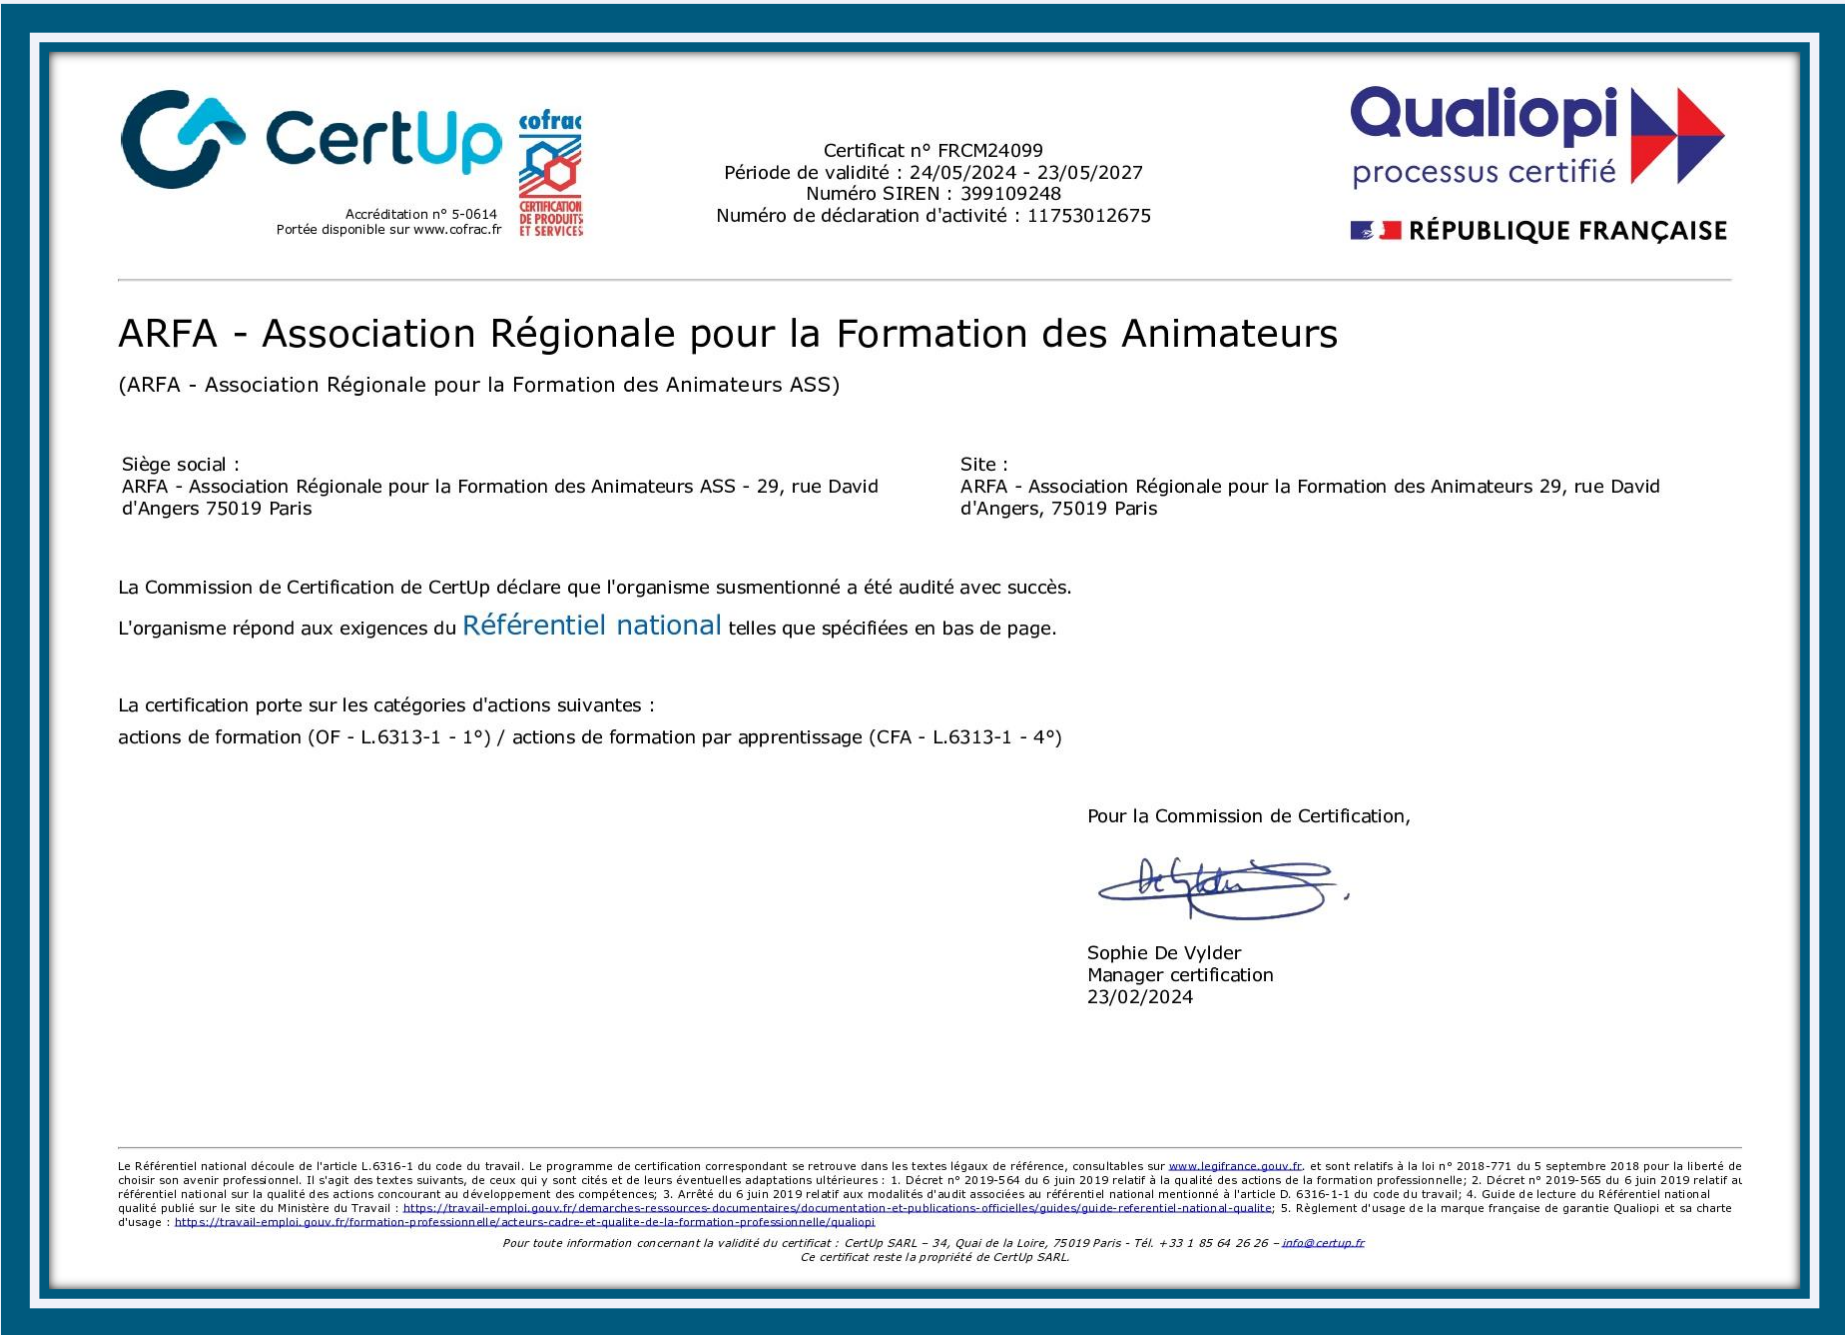 CertUp
cofrac
CERTIFICATION
DE PRODUITS
ET SERVICES
Accréditation n° 5-0614
Portée disponible sur www.cofrac.fr
Certificat n° FRCM24099
Période de validité : 24/05/2024 - 23/05/2027
Numéro SIREN : 399109248
Numéro de déclaration d'activité : 11753012675
Qualiopi
processus certifié
RÉPUBLIQUE FRANÇAISE
ARFA - Association Régionale pour la Formation des Animateurs
(ARFA - Association Régionale pour la Formation des Animateurs ASS)
Siège social :
ARFA - Association Régionale pour la Formation des Animateurs ASS - 29, rue David
d'Angers 75019 Paris
Site :
ARFA - Association Régionale pour la Formation des Animateurs 29, rue David
d'Angers, 75019 Paris
La Commission de Certification de CertUp déclare que l'organisme susmentionné a été audité avec succès.
L'organisme répond aux exigences du Référentiel national telles que spécifiées en bas de page.
La certification porte sur les catégories d'actions suivantes :
actions de formation (OF - L.6313-1 - 1°) / actions de formation par apprentissage (CFA - L.6313-1 - 4°)
Pour la Commission de Certification,
Sophie De Vylder
Manager certification
23/02/2024
Le Référentiel national découle de l'article L.6316-1 du code du travail. Le programme de certification correspondant se retrouve dans les textes légaux de référence, consultables sur www.legifrance.gouv.fr. et sont relatifs à la loi n° 2018-771 du 5 septembre 2018 pour la liberté de
choisir son avenir professionnel. Il s'agit des textes suivants, de ceux qui y sont cités et de leurs éventuelles adaptations ultérieures : 1. Décret n° 2019-564 du 6 juin 2019 relatif à la qualité des actions de la formation professionnelle; 2. Décret n° 2019-565 du 6 juin 2019 relatif au
référentiel national sur la qualité des actions concourant au développement des compétences; 3. Arrêté du 6 juin 2019 relatif aux modalités d'audit associées au référentiel national mentionné à l'article D. 6316-1-1 du code du travail; 4. Guide de lecture du Référentiel national
qualité publié sur le site du Ministère du Travail : https://travail-emploi.gouv.fr/demarches-ressources-documentaires/documentation-et-publications-officielles/guides/guide-referentiel-national-qualite; 5. Règlement d'usage de la marque française de garantie Qualiopi et sa charte
d'usage : https://travail-emploi.gouv.fr/formation-professionnelle/acteurs-cadre-et-qualite-de-la-formation-professionnelle/qualiopi
Pour toute information concernant la validité du certificat : CertUp SARL – 34, Quai de la Loire, 75019 Paris - Tél. +33 1 85 64 26 26 – info@certup.fr
Ce certificat reste la propriété de CertUp SARL.